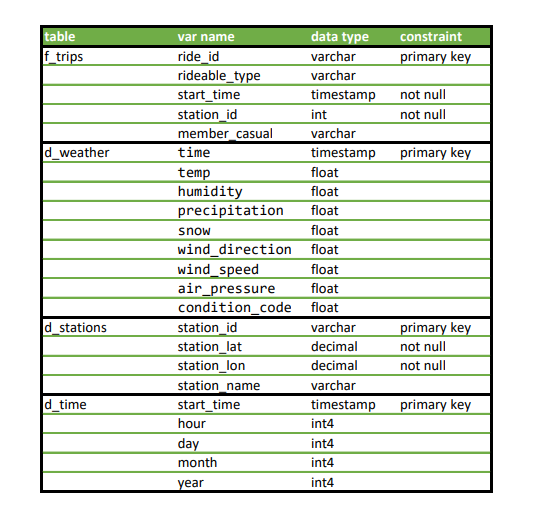 table var name data type constraint
f_trips ride_id varchar primary key
rideable_type varchar
start_time timestamp not null
station_id int not null
member_casual varchar
d_weather time timestamp primary key
temp float
humidity float
precipitation float
snow float
wind_direction float
wind_speed float
air_pressure float
condition_code float
d_stations station_id varchar primary key
station_lat decimal not null
station_lon decimal not null
station_name varchar
d_time start_time timestamp primary key
hour int4
day int4
month int4
year int4